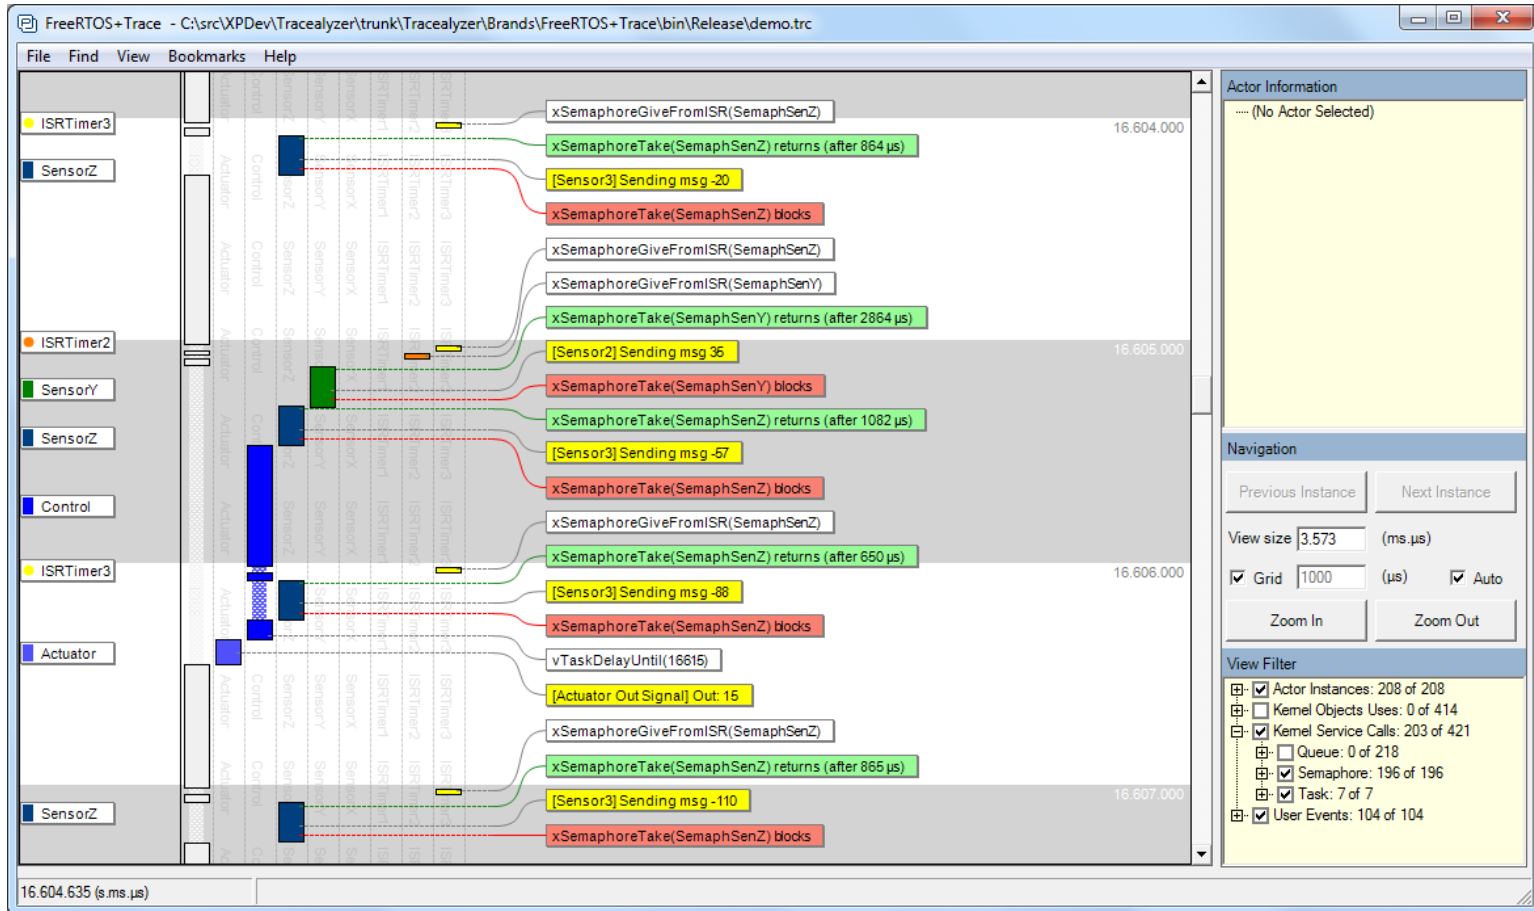 FreeRTOS+Trace - C:\src\XPDev\Tracealyzer\trunk\Tracealyzer\Brands\FreeRTOS+Trace\bin\Release\demo.trc
File Find View Bookmarks Help
ISRTimer3
SensorZ
ISRTimer2
SensorY
SensorZ
Control
ISRTimer3
Actuator
SensorZ
Actuator
Control
SensorZ
SensorY
SensorX
ISRTimer1
ISRTimer2
ISRTimer3
xSemaphoreGiveFromISR(SemaphSenZ)
16.604.000
xSemaphoreTake(SemaphSenZ) returns (after 864 µs)
[Sensor3] Sending msg -20
xSemaphoreTake(SemaphSenZ) blocks
xSemaphoreGiveFromISR(SemaphSenZ)
xSemaphoreGiveFromISR(SemaphSenY)
xSemaphoreTake(SemaphSenY) returns (after 2864 µs)
[Sensor2] Sending msg 36
16.605.000
xSemaphoreTake(SemaphSenY) blocks
xSemaphoreTake(SemaphSenZ) returns (after 1082 µs)
[Sensor3] Sending msg -57
xSemaphoreTake(SemaphSenZ) blocks
xSemaphoreGiveFromISR(SemaphSenZ)
xSemaphoreTake(SemaphSenZ) returns (after 650 µs)
16.606.000
[Sensor3] Sending msg -88
xSemaphoreTake(SemaphSenZ) blocks
vTaskDelayUntil(16615)
[Actuator Out Signal] Out: 15
xSemaphoreGiveFromISR(SemaphSenZ)
xSemaphoreTake(SemaphSenZ) returns (after 865 µs)
16.607.000
[Sensor3] Sending msg -110
xSemaphoreTake(SemaphSenZ) blocks
Actor Information
(No Actor Selected)
Navigation
Previous Instance Next Instance
View size 3.573 (ms.µs)
Grid 1000 (µs) Auto
Zoom In Zoom Out
View Filter
Actor Instances: 208 of 208
Kernel Objects Uses: 0 of 414
Kernel Service Calls: 203 of 421
Queue: 0 of 218
Semaphore: 196 of 196
Task: 7 of 7
User Events: 104 of 104
16.604.635 (s.ms.µs)